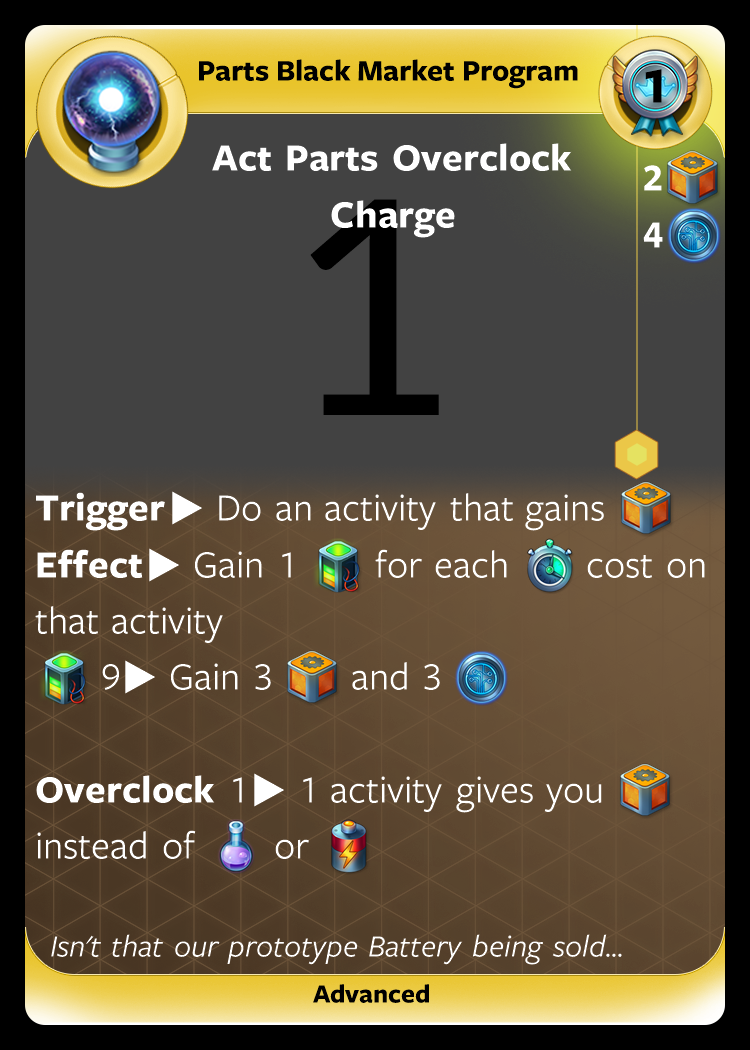 Parts Black Market Program
1
Act Parts Overclock
Charge
2
4
1
Trigger▶ Do an activity that gains
Effect▶ Gain 1 for each cost on
that activity
9▶ Gain 3 and 3
Overclock 1▶ 1 activity gives you
instead of or
Isn't that our prototype Battery being sold...
Advanced